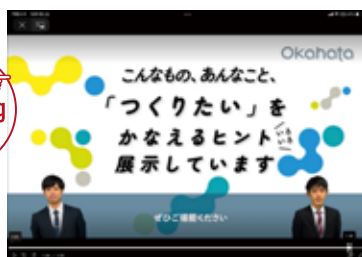 Okahata
こんなもの、あんなこと、
「つくりたい」を
かなえるヒント
いろいろ
展示しています
ぜひご覧ください